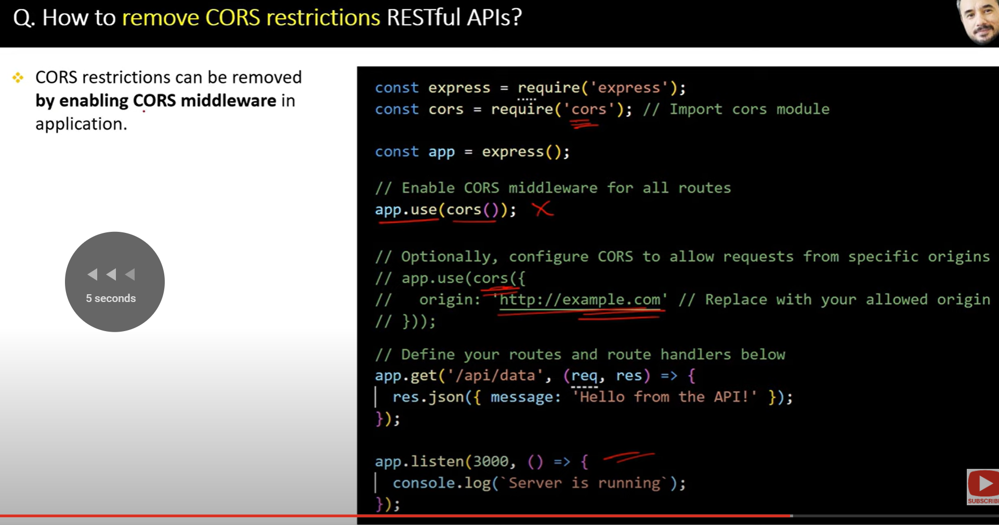 Q. How to remove CORS restrictions RESTful APIs?
CORS restrictions can be removed
by enabling CORS middleware in
application.
5 seconds
const express = require('express');
const cors = require('cors'); // Import cors module
const app = express();
// Enable CORS middleware for all routes
app.use(cors());
// Optionally, configure CORS to allow requests from specific origins
// app.use(cors({
//   origin: 'http://example.com' // Replace with your allowed origin
// }));
// Define your routes and route handlers below
app.get('/api/data', (req, res) => {
  res.json({ message: 'Hello from the API!' });
});
app.listen(3000, () => {
  console.log(`Server is running`);
});
SUBSCRIB